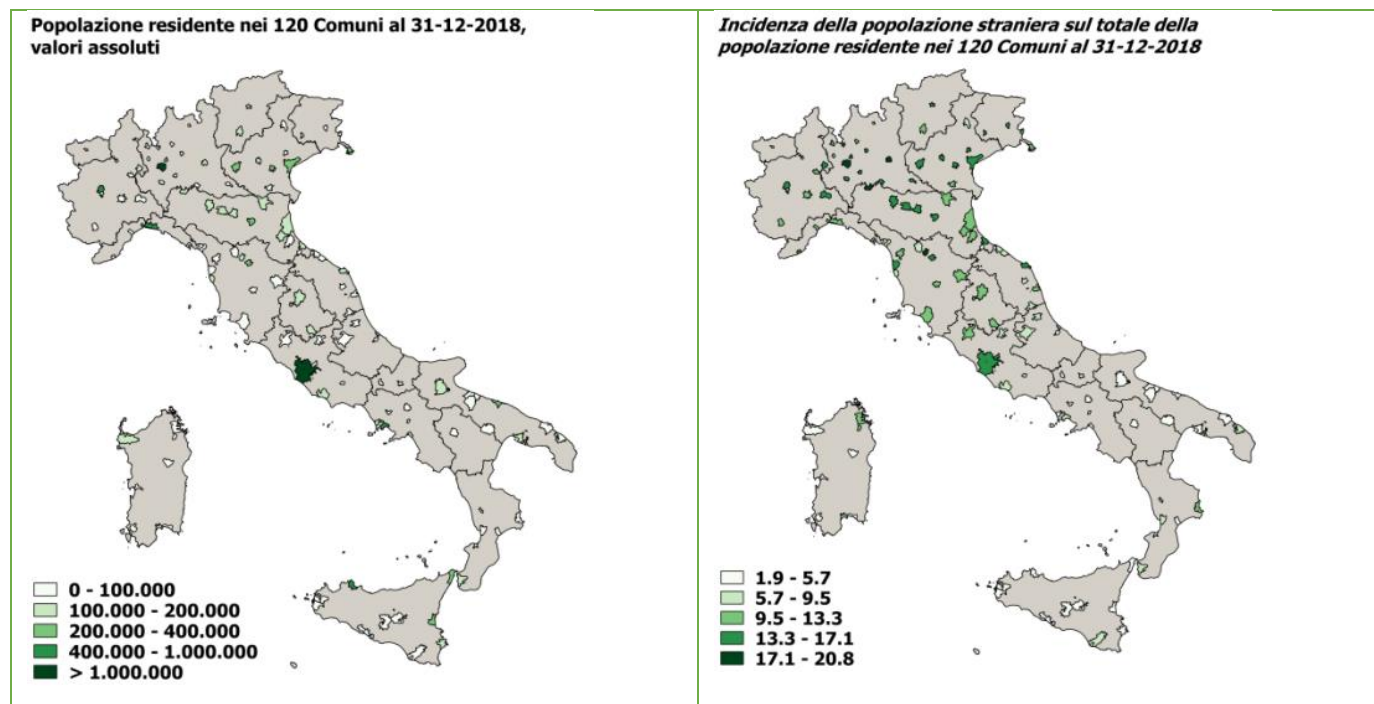 Popolazione residente nei 120 Comuni al 31-12-2018,
valori assoluti
0 - 100.000
100.000 - 200.000
200.000 - 400.000
400.000 - 1.000.000
> 1.000.000
Incidenza della popolazione straniera sul totale della
popolazione residente nei 120 Comuni al 31-12-2018
1.9 - 5.7
5.7 - 9.5
9.5 - 13.3
13.3 - 17.1
17.1 - 20.8